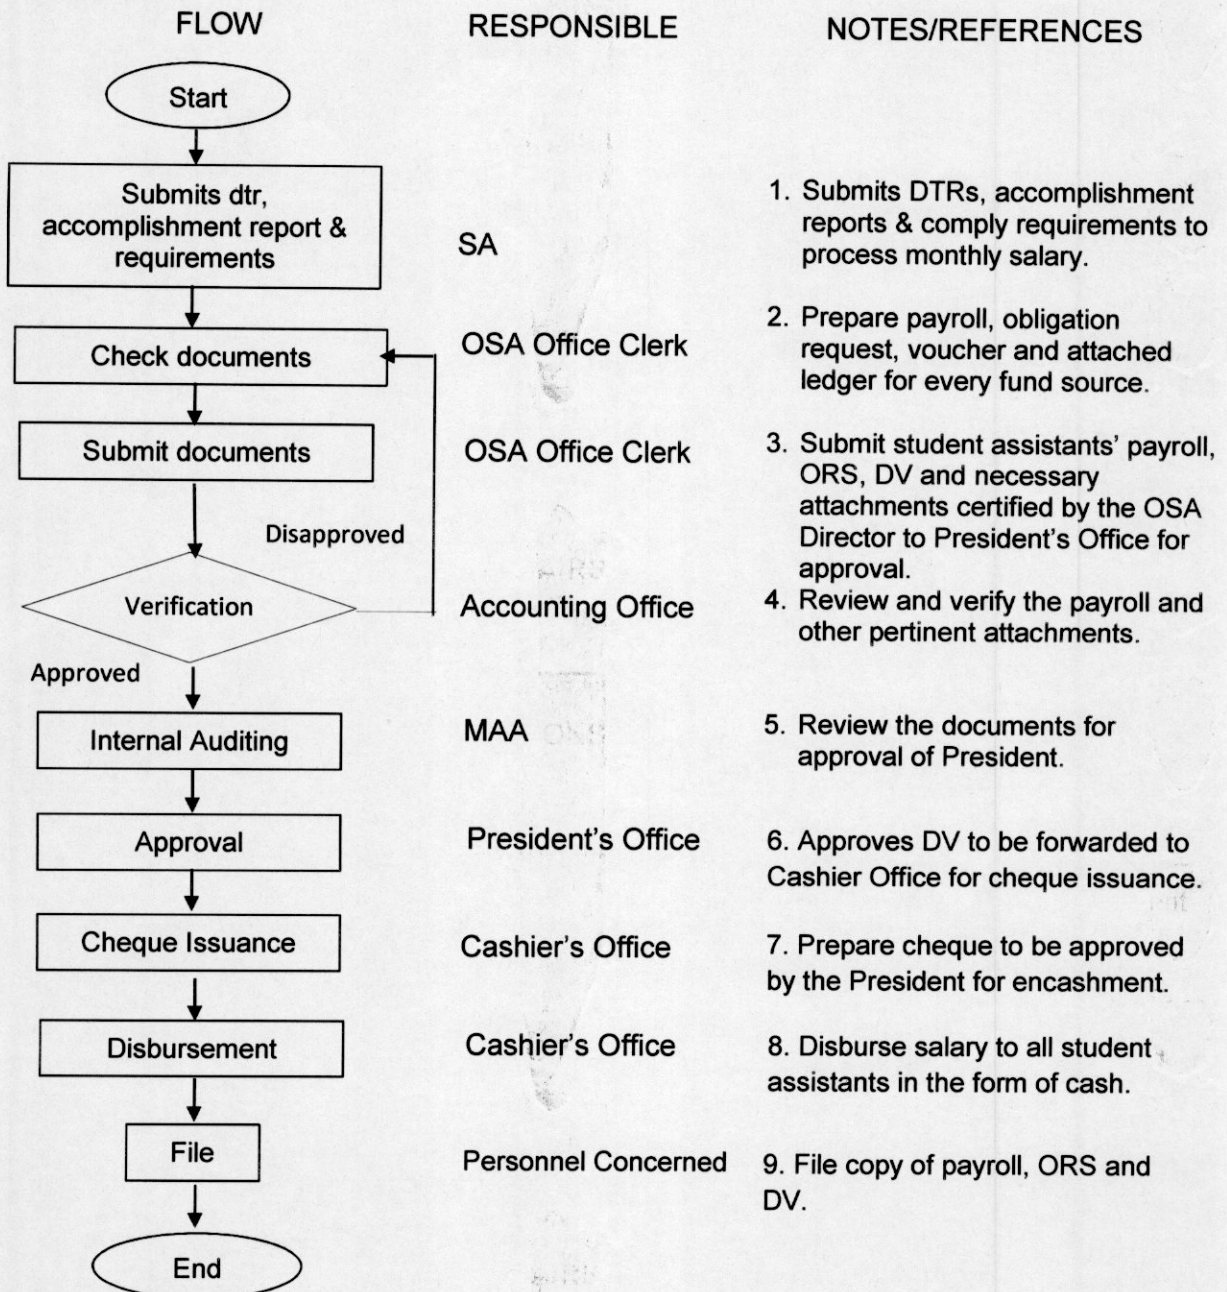 FLOW RESPONSIBLE NOTES/REFERENCES
Start
Submits dtr,
accomplishment report &
requirements
SA
1. Submits DTRs, accomplishment
reports & comply requirements to
process monthly salary.
Check documents
OSA Office Clerk
2. Prepare payroll, obligation
request, voucher and attached
ledger for every fund source.
Submit documents
OSA Office Clerk
3. Submit student assistants' payroll,
ORS, DV and necessary
attachments certified by the OSA
Director to President's Office for
approval.
Disapproved
Verification
Accounting Office
4. Review and verify the payroll and
other pertinent attachments.
Approved
Internal Auditing
MAA
5. Review the documents for
approval of President.
Approval
President's Office
6. Approves DV to be forwarded to
Cashier Office for cheque issuance.
Cheque Issuance
Cashier's Office
7. Prepare cheque to be approved
by the President for encashment.
Disbursement
Cashier's Office
8. Disburse salary to all student
assistants in the form of cash.
File
Personnel Concerned
9. File copy of payroll, ORS and
DV.
End